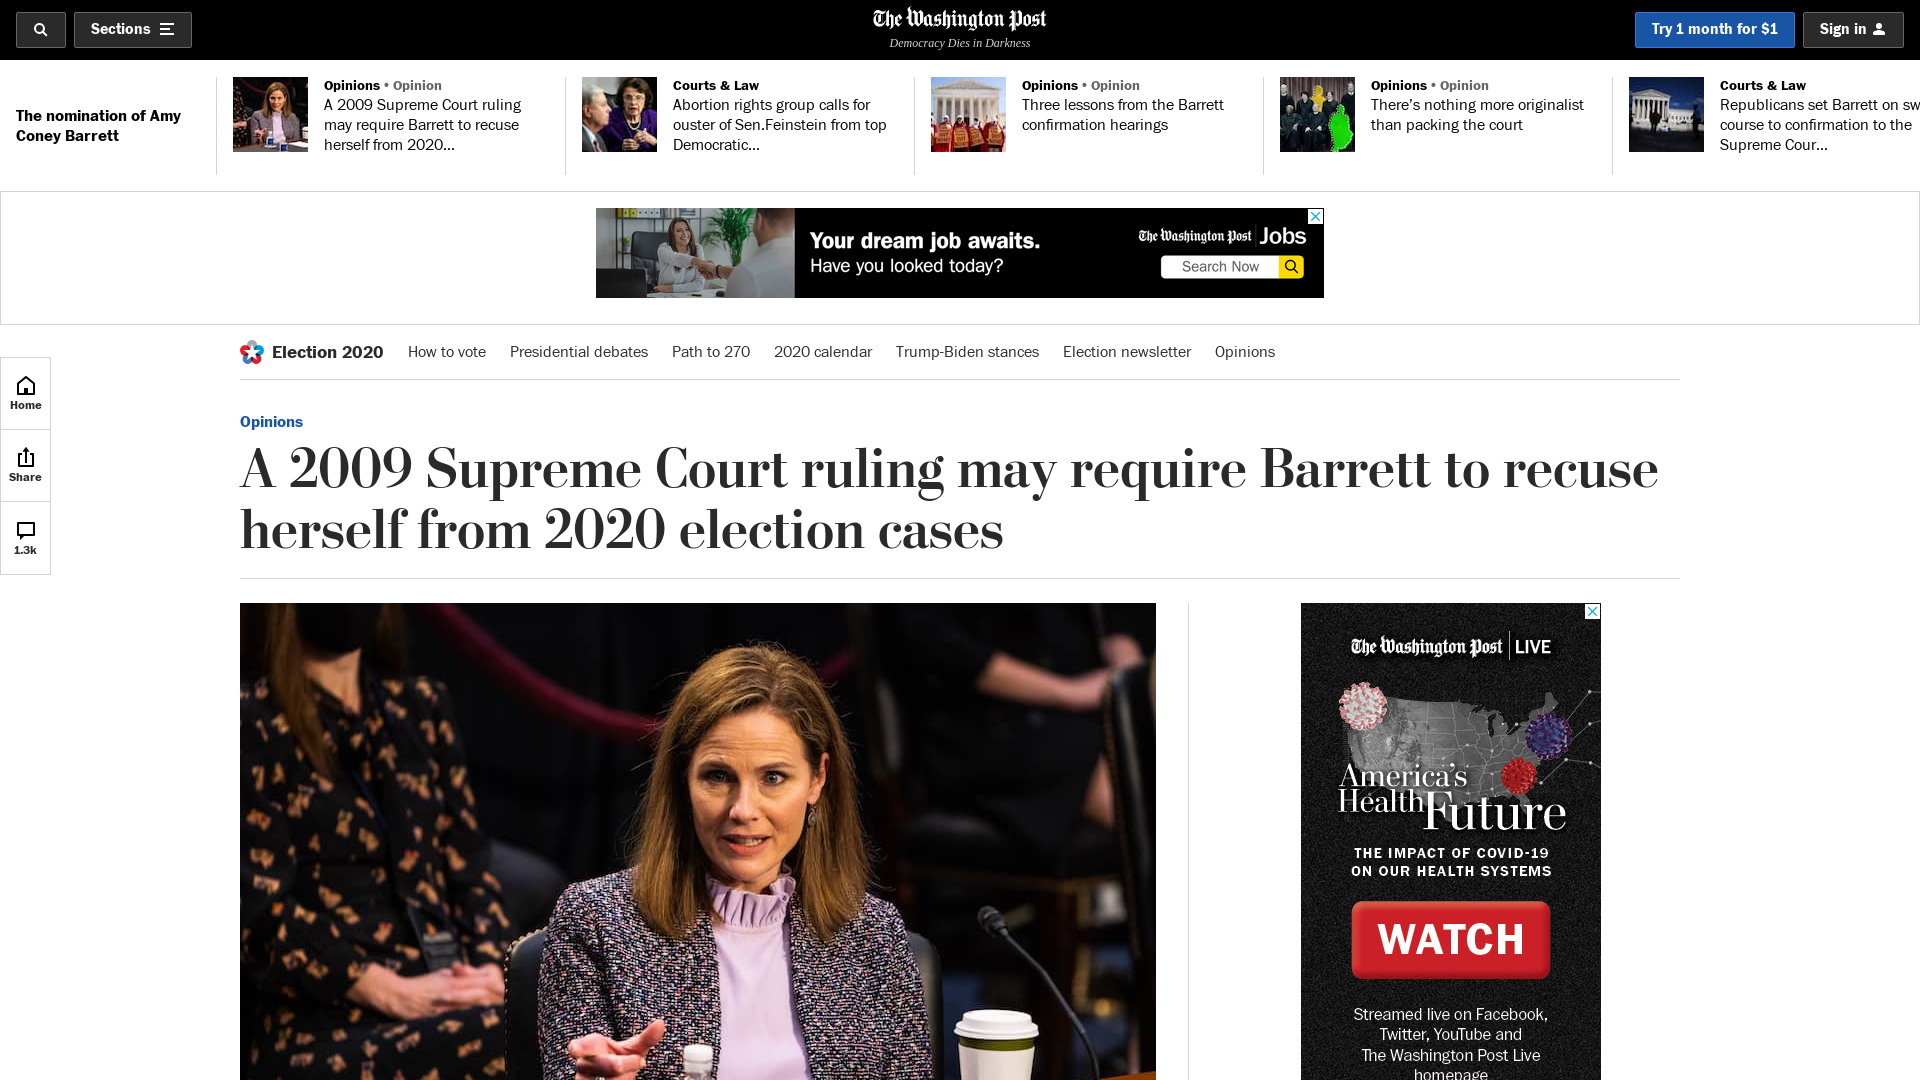 Sections
The Washington Post
Democracy Dies in Darkness
Try 1 month for $1
Sign in
The nomination of Amy
Coney Barrett
Opinions • Opinion
A 2009 Supreme Court ruling
may require Barrett to recuse
herself from 2020...
Courts & Law
Abortion rights group calls for
ouster of Sen.Feinstein from top
Democratic...
Opinions • Opinion
Three lessons from the Barrett
confirmation hearings
Opinions • Opinion
There’s nothing more originalist
than packing the court
Courts & Law
Republicans set Barrett on sw
course to confirmation to the
Supreme Cour...
Your dream job awaits.
Have you looked today?
The Washington Post Jobs
Search Now
Election 2020
How to vote
Presidential debates
Path to 270
2020 calendar
Trump-Biden stances
Election newsletter
Opinions
Home
Share
1.3k
Opinions
A 2009 Supreme Court ruling may require Barrett to recuse
herself from 2020 election cases
The Washington Post LIVE
America’s
Health Future
THE IMPACT OF COVID-19
ON OUR HEALTH SYSTEMS
WATCH
Streamed live on Facebook,
Twitter, YouTube and
The Washington Post Live
homepage